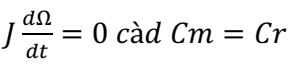 J dΩ/dt = 0 càd Cm = Cr